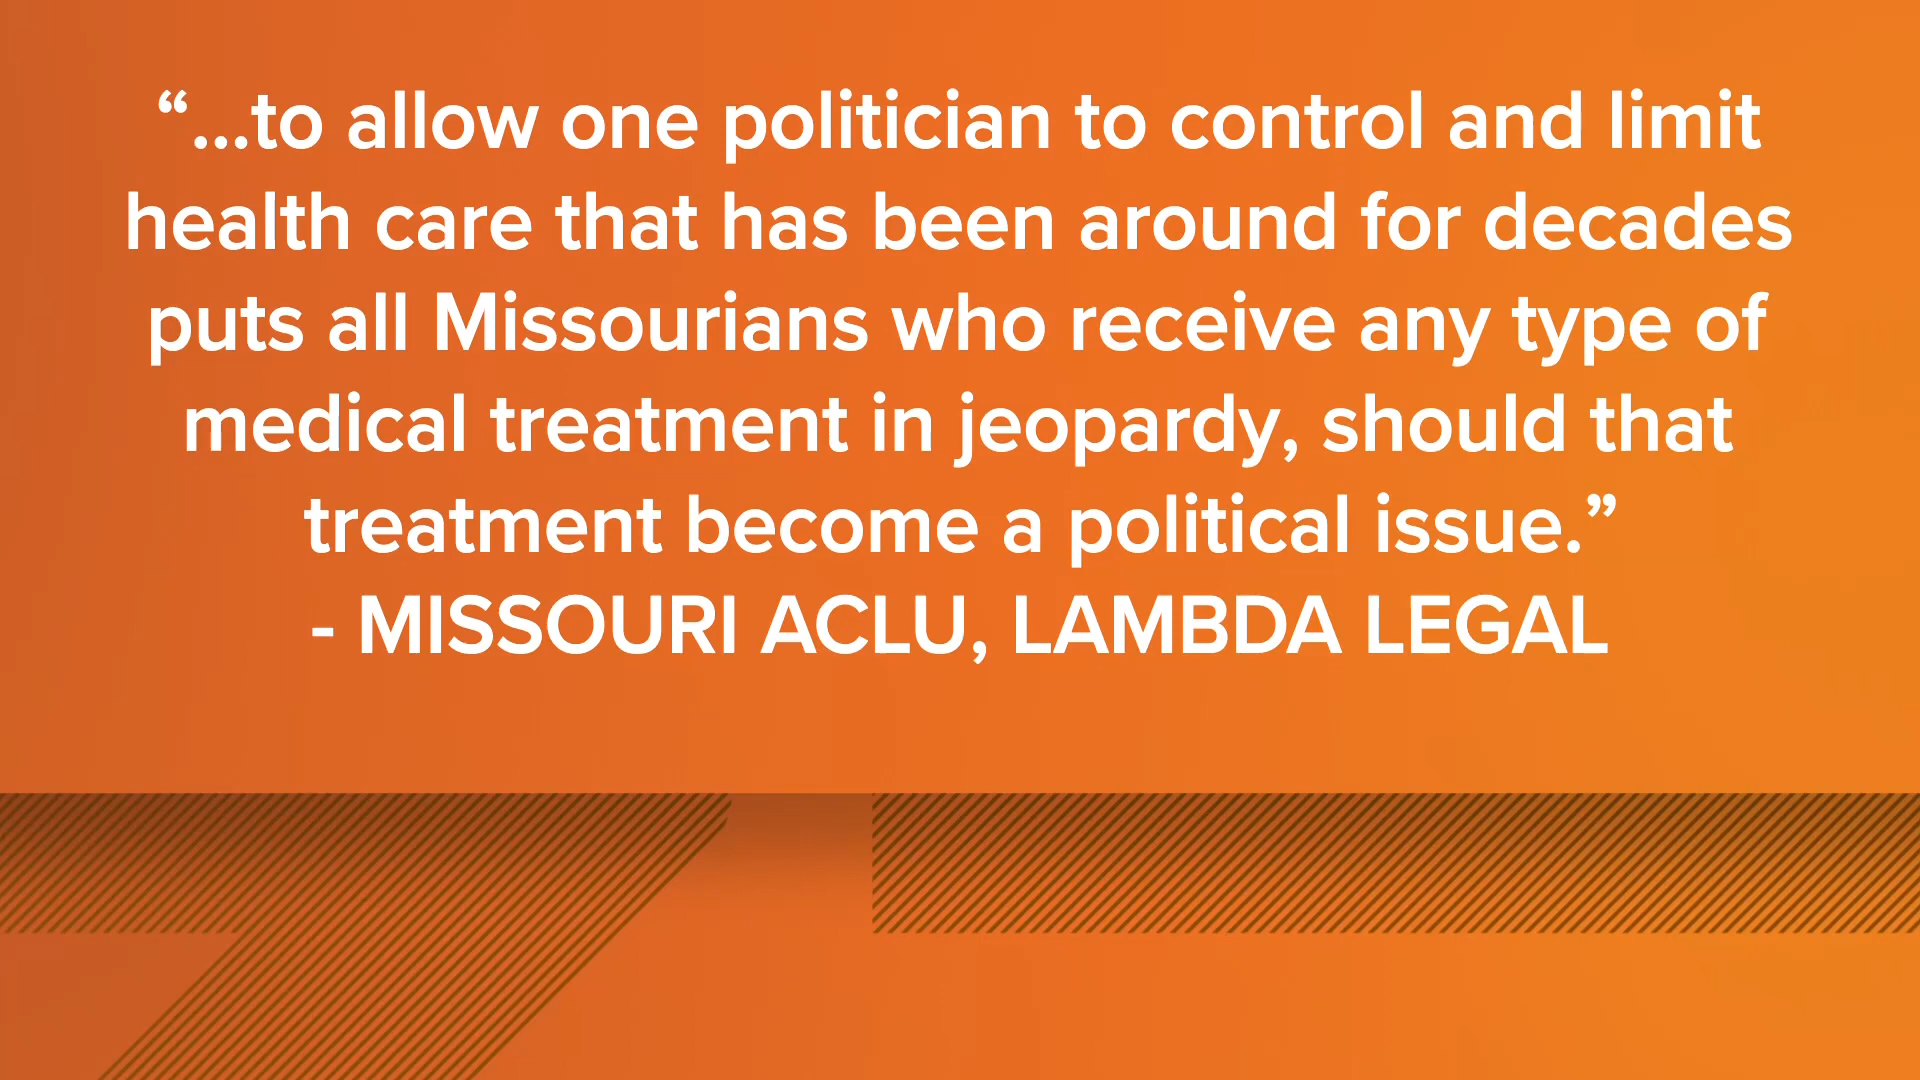 “...to allow one politician to control and limit
health care that has been around for decades
puts all Missourians who receive any type of
medical treatment in jeopardy, should that
treatment become a political issue.”
- MISSOURI ACLU, LAMBDA LEGAL